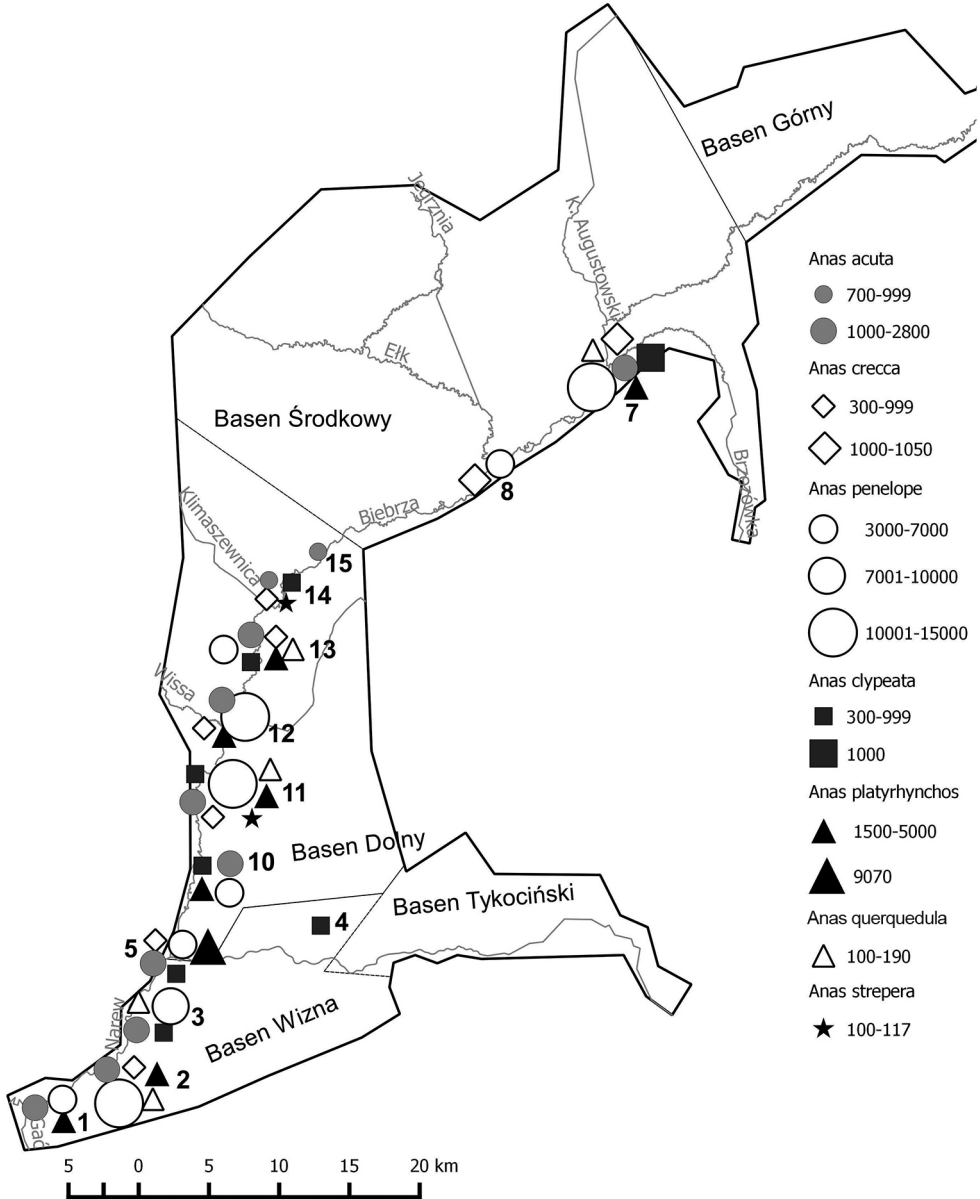 Basen Górny
Jegrznia
K. Augustowski
Anas acuta
700-999
1000-2800
Anas crecca
300-999
1000-1050
Anas penelope
3000-7000
7001-10000
10001-15000
Anas clypeata
300-999
1000
Anas platyrhynchos
1500-5000
9070
Anas querquedula
100-190
Anas strepera
100-117
Ełk
Basen Środkowy
7
8
Brzozówka
Biebrza
Klimaszewnica
15
14
13
Wissa
12
11
Basen Dolny
10
Basen Tykociński
4
5
3
Narew
Basen Wizna
2
1
Gać
5 0 5 10 15 20 km